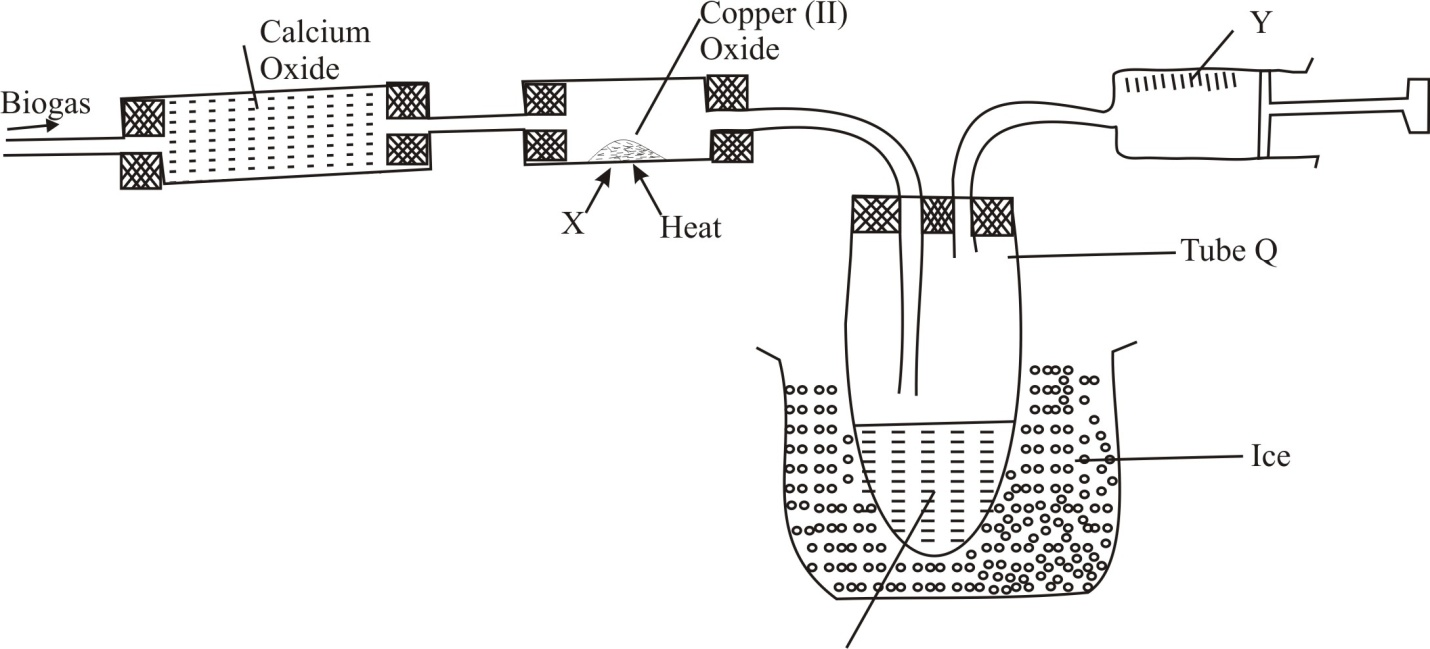 Copper (II)
Oxide
Y
Calcium
Oxide
Biogas
X
Heat
Tube Q
Ice